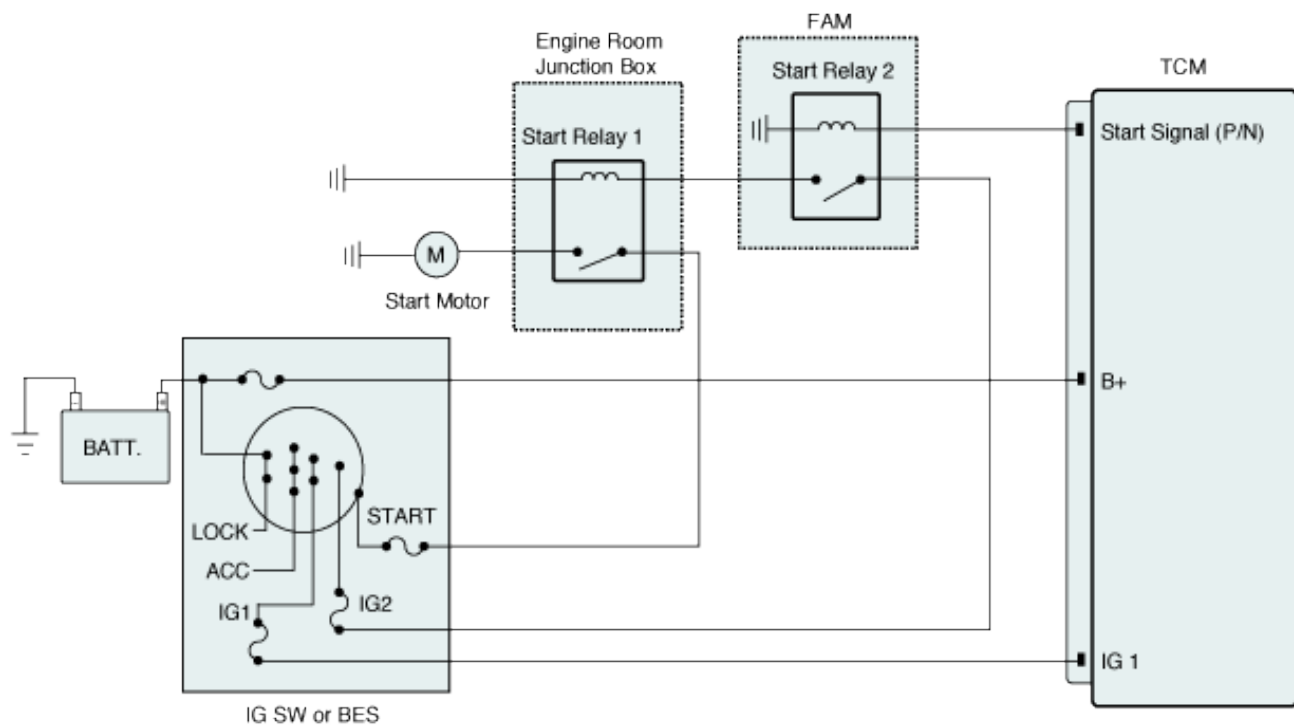 FAM
Engine Room
Junction Box
Start Relay 2
TCM
Start Relay 1
Start Signal (P/N)
M
Start Motor
- +
BATT.
B+
LOCK
START
ACC
IG1
IG2
IG 1
IG SW or BES